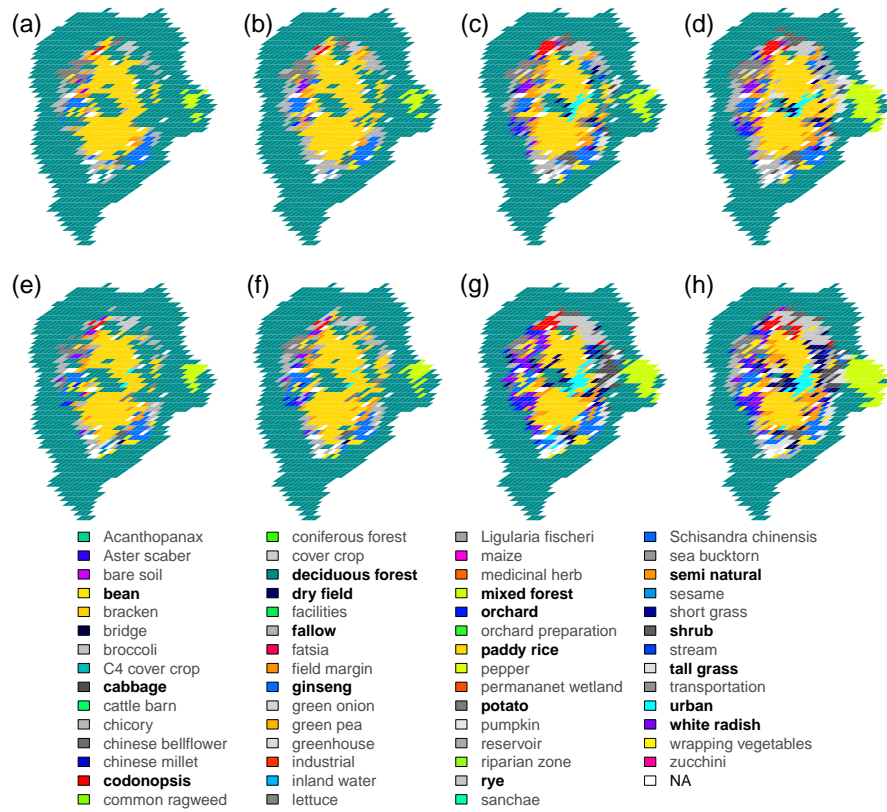 (a) (b) (c) (d)
(e) (f) (g) (h)
Acanthopanax
Aster scaber
bare soil
bean
bracken
bridge
broccoli
C4 cover crop
cabbage
cattle barn
chicory
chinese bellflower
chinese millet
codonopsis
common ragweed
coniferous forest
cover crop
deciduous forest
dry field
facilities
fallow
fatsia
field margin
ginseng
green onion
green pea
greenhouse
industrial
inland water
lettuce
Ligularia fischeri
maize
medicinal herb
mixed forest
orchard
orchard preparation
paddy rice
pepper
permananet wetland
potato
pumpkin
reservoir
riparian zone
rye
sanchae
Schisandra chinensis
sea bucktorn
semi natural
sesame
short grass
shrub
stream
tall grass
transportation
urban
white radish
wrapping vegetables
zucchini
NA